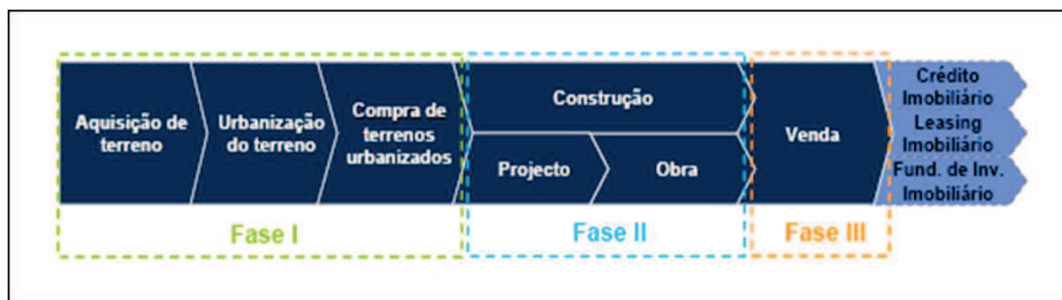 Aquisição de
terreno
Urbanização
do terreno
Compra de
terrenos
urbanizados
Construção
Projecto
Obra
Venda
Crédito
Imobiliário
Leasing
Imobiliário
Fund. de Inv.
Imobiliário
Fase I
Fase II
Fase III